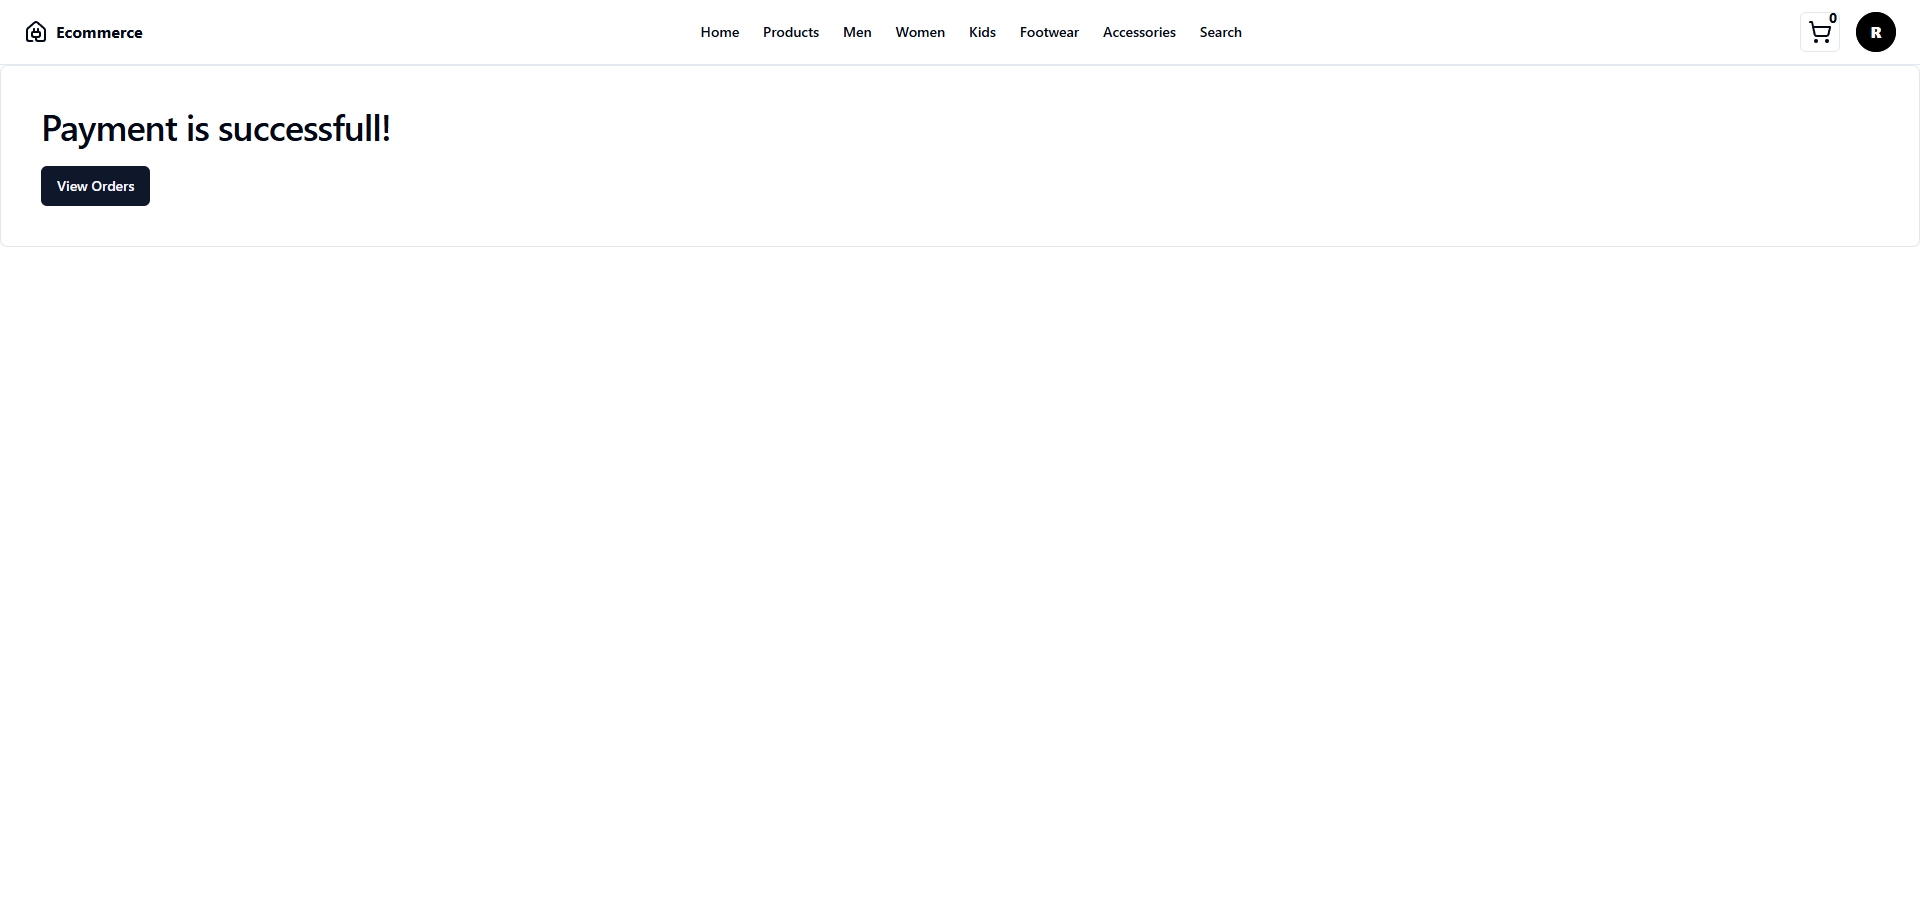 Ecommerce
Home Products Men Women Kids Footwear Accessories Search
0
R
Payment is successfull!
View Orders